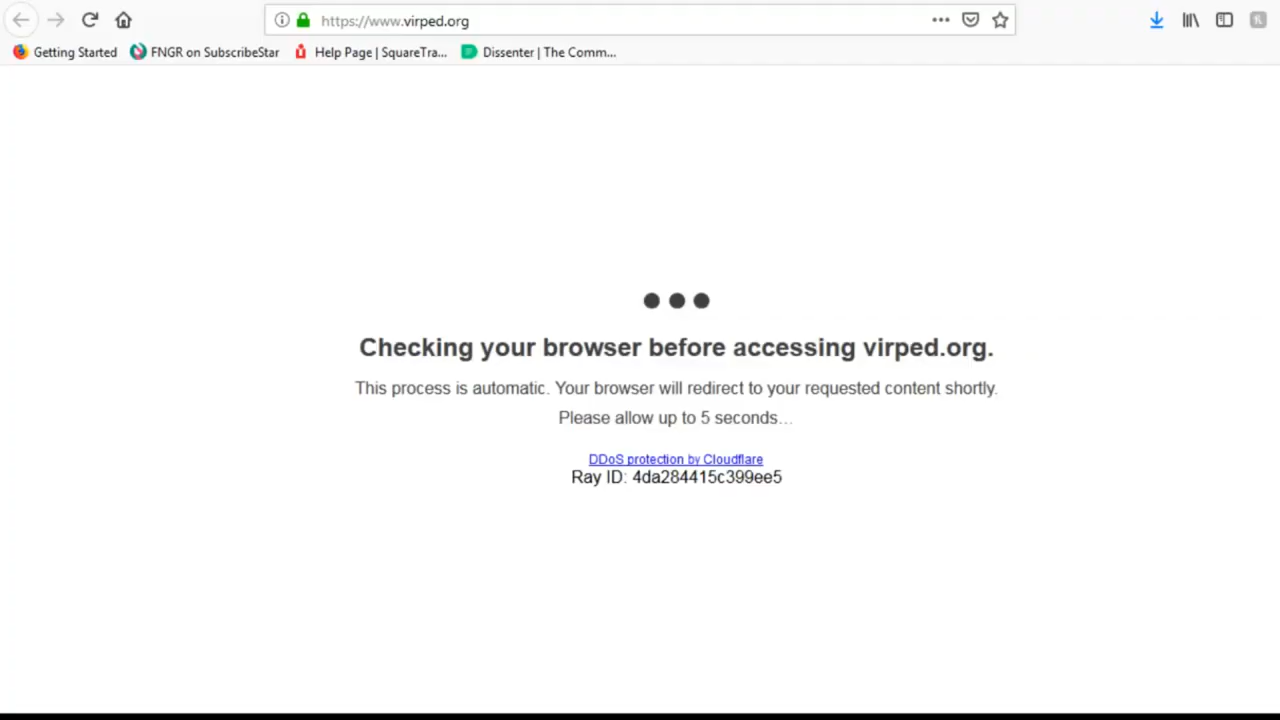 https://www.virped.org
Getting Started FNGR on SubscribeStar Help Page | SquareTra... Dissenter | The Comm...
Checking your browser before accessing virped.org.
This process is automatic. Your browser will redirect to your requested content shortly.
Please allow up to 5 seconds...
DDoS protection by Cloudflare
Ray ID: 4da284415c399ee5